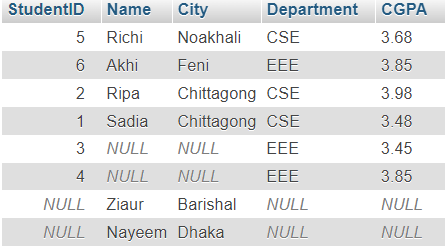 StudentID Name City Department CGPA
5 Richi Noakhali CSE 3.68
6 Akhi Feni EEE 3.85
2 Ripa Chittagong CSE 3.98
1 Sadia Chittagong CSE 3.48
3 NULL NULL EEE 3.45
4 NULL NULL EEE 3.85
NULL Ziaur Barishal NULL NULL
NULL Nayeem Dhaka NULL NULL